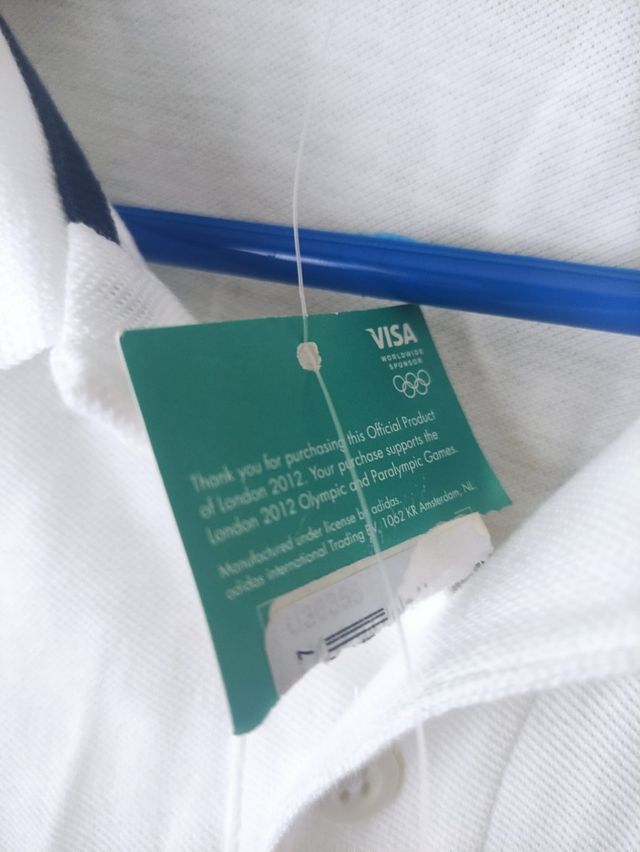 VISA
WORLDWIDE
SPONSOR
Thank you for purchasing this Official Product
of London 2012. Your purchase supports the
London 2012 Olympic and Paralympic Games.
Manufactured under license by adidas.
adidas international Trading BV, 1062 KR Amsterdam, NL
7